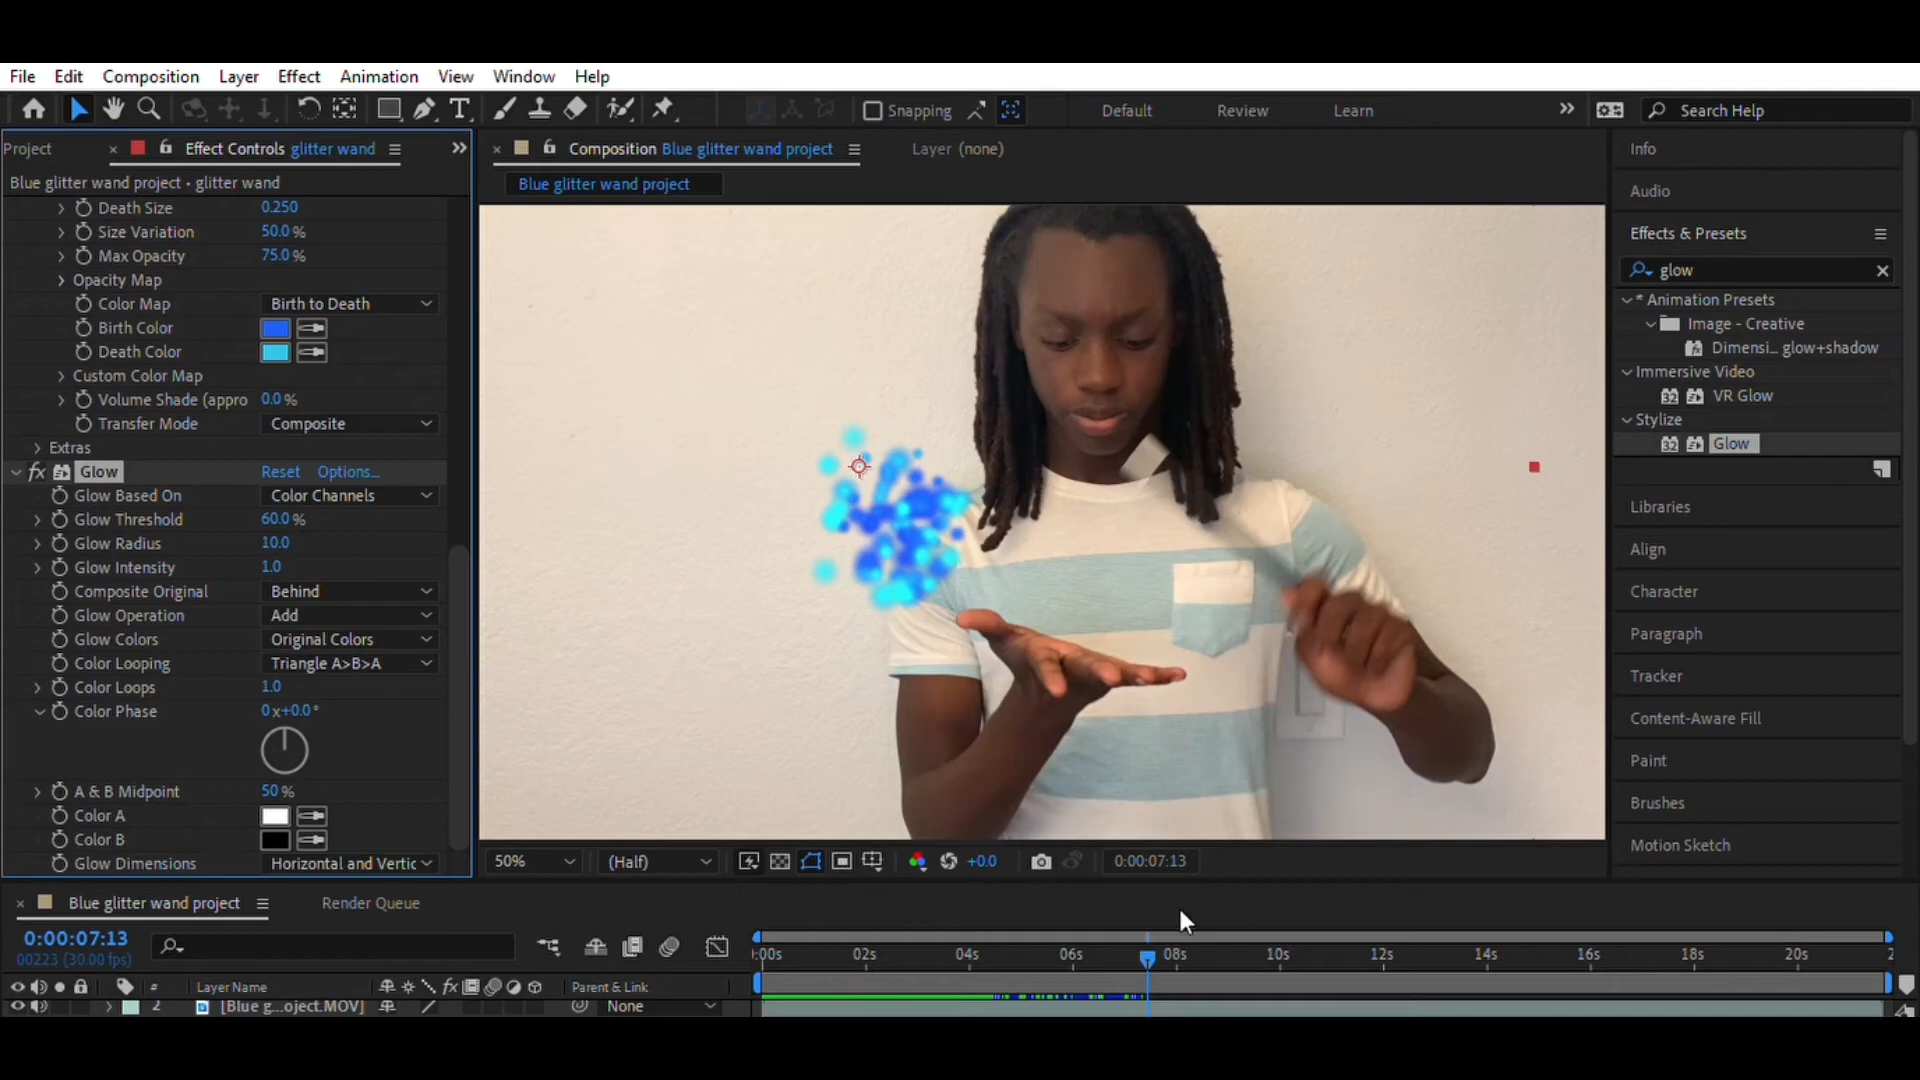 File Edit Composition Layer Effect Animation View Window Help
Snapping Default Review Learn Search Help
Project Effect Controls glitter wand
Composition Blue glitter wand project Layer (none)
Blue glitter wand project • glitter wand
Blue glitter wand project
Death Size 0.250
Size Variation 50.0 %
Max Opacity 75.0 %
Opacity Map
Color Map Birth to Death
Birth Color
Death Color
Custom Color Map
Volume Shade (appro 0.0 %
Transfer Mode Composite
Extras
fx Glow Reset Options...
Glow Based On Color Channels
Glow Threshold 60.0 %
Glow Radius 10.0
Glow Intensity 1.0
Composite Original Behind
Glow Operation Add
Glow Colors Original Colors
Color Looping Triangle A>B>A
Color Loops 1.0
Color Phase 0x+0.0°
A & B Midpoint 50 %
Color A
Color B
Glow Dimensions Horizontal and Vertic
50% (Half) +0.0 0:00:07:13
Info
Audio
Effects & Presets
glow
* Animation Presets
Image - Creative
Dimensi... glow+shadow
Immersive Video
32 VR Glow
Stylize
32 Glow
Libraries
Align
Character
Paragraph
Tracker
Content-Aware Fill
Paint
Brushes
Motion Sketch
Blue glitter wand project Render Queue
0:00:07:13
00223 (30.00 fps)
:00s 02s 04s 06s 08s 10s 12s 14s 16s 18s 20s 2
# Layer Name fx Parent & Link
2 [Blue g...oject.MOV] None